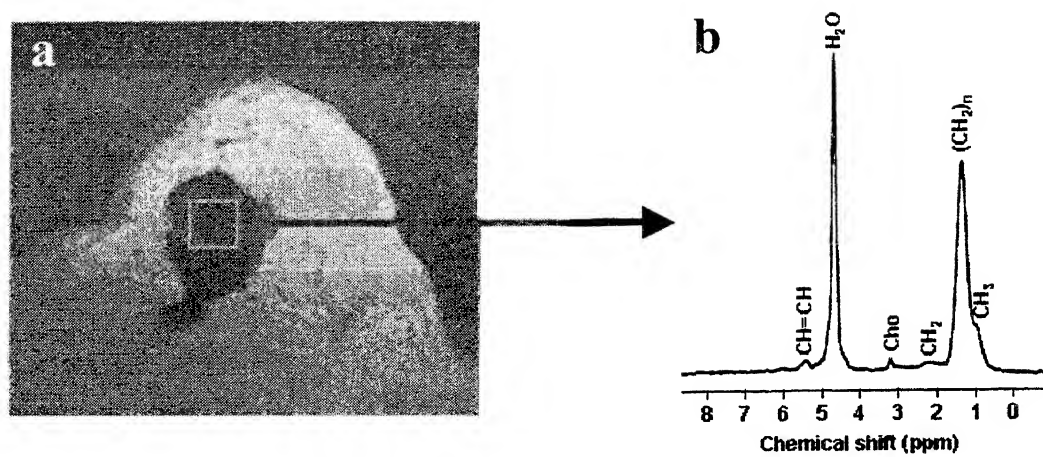 a
b
H₂O
(CH₂)n
CH=CH
Cho
CH₂
CH₃
8 7 6 5 4 3 2 1 0
Chemical shift (ppm)